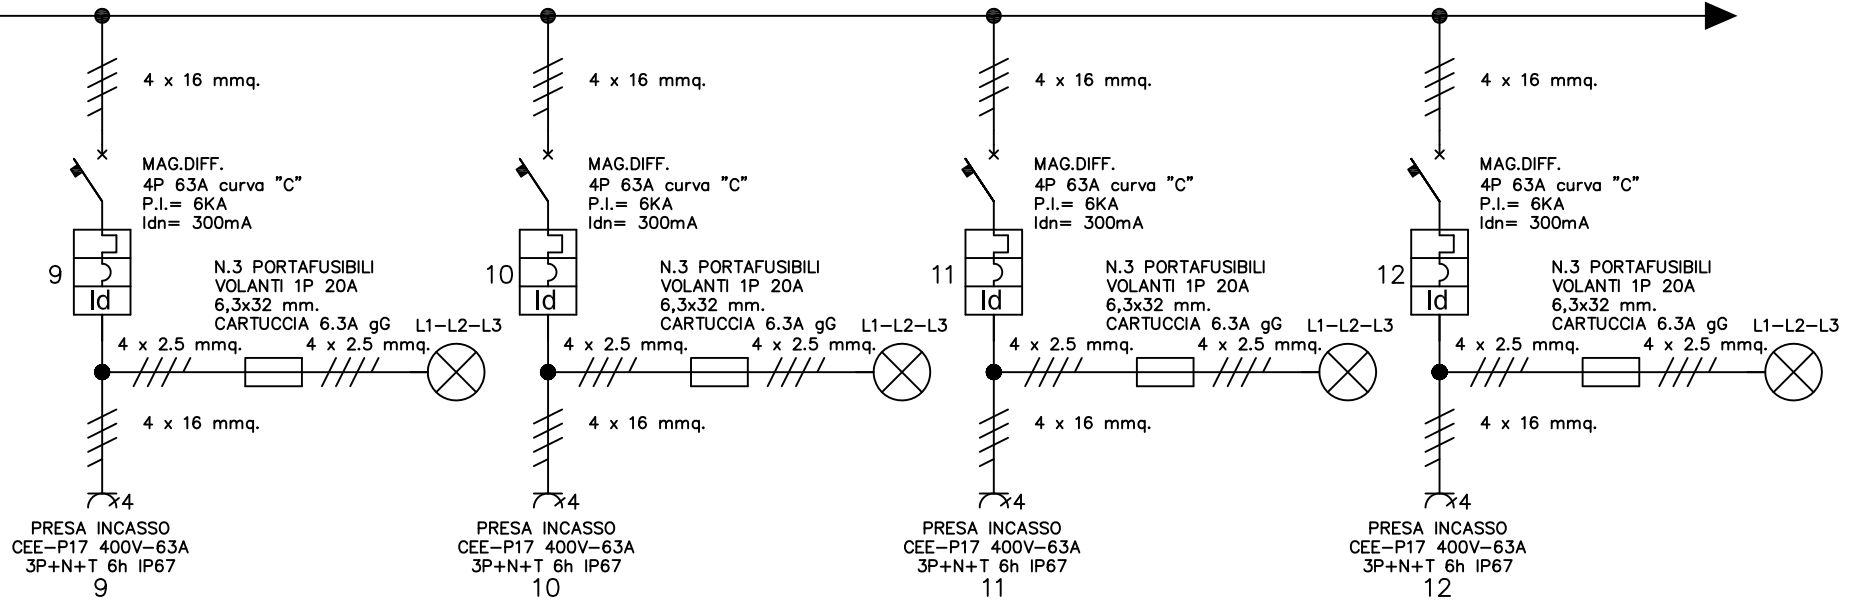 4 x 16 mmq.
MAG.DIFF.
4P 63A curva "C"
P.I.= 6KA
Idn= 300mA
9
Id
N.3 PORTAFUSIBILI
VOLANTI 1P 20A
6,3x32 mm.
CARTUCCIA 6.3A gG
L1-L2-L3
4 x 2.5 mmq.
4 x 2.5 mmq.
4 x 16 mmq.
4
PRESA INCASSO
CEE-P17 400V-63A
3P+N+T 6h IP67
9
4 x 16 mmq.
MAG.DIFF.
4P 63A curva "C"
P.I.= 6KA
Idn= 300mA
10
Id
N.3 PORTAFUSIBILI
VOLANTI 1P 20A
6,3x32 mm.
CARTUCCIA 6.3A gG
L1-L2-L3
4 x 2.5 mmq.
4 x 2.5 mmq.
4 x 16 mmq.
4
PRESA INCASSO
CEE-P17 400V-63A
3P+N+T 6h IP67
10
4 x 16 mmq.
MAG.DIFF.
4P 63A curva "C"
P.I.= 6KA
Idn= 300mA
11
Id
N.3 PORTAFUSIBILI
VOLANTI 1P 20A
6,3x32 mm.
CARTUCCIA 6.3A gG
L1-L2-L3
4 x 2.5 mmq.
4 x 2.5 mmq.
4 x 16 mmq.
4
PRESA INCASSO
CEE-P17 400V-63A
3P+N+T 6h IP67
11
4 x 16 mmq.
MAG.DIFF.
4P 63A curva "C"
P.I.= 6KA
Idn= 300mA
12
Id
N.3 PORTAFUSIBILI
VOLANTI 1P 20A
6,3x32 mm.
CARTUCCIA 6.3A gG
L1-L2-L3
4 x 2.5 mmq.
4 x 2.5 mmq.
4 x 16 mmq.
4
PRESA INCASSO
CEE-P17 400V-63A
3P+N+T 6h IP67
12